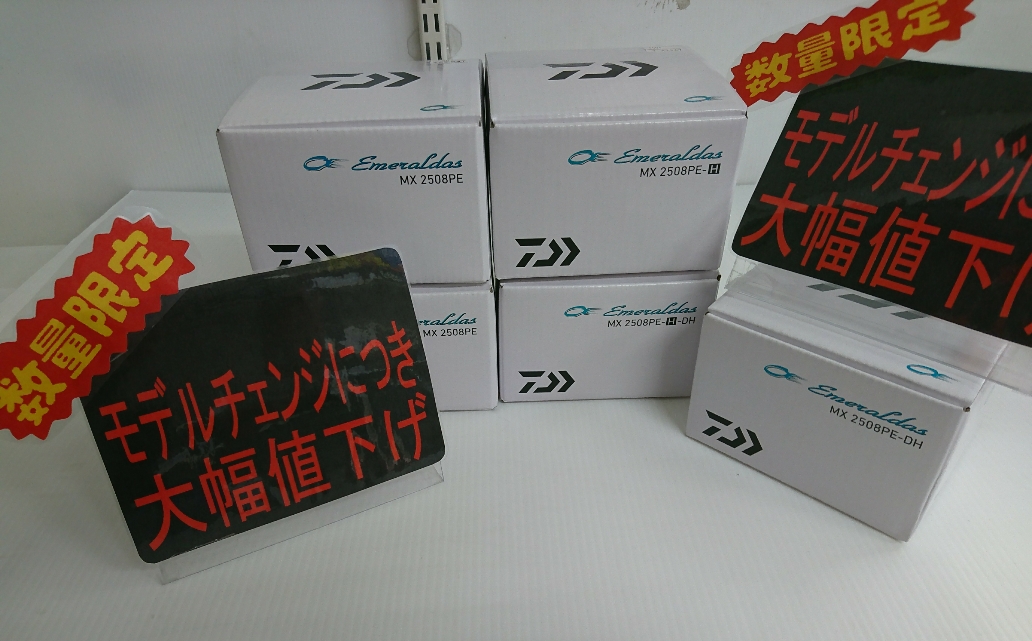 Emeraldas
MX 2508PE
Emeraldas
MX 2508PE-H
数量限定
モデルチェンジに
大幅値下げ
数量限定
モデルチェンジにつき
大幅値下げ
eraldas
MX 2508PE
Emeraldas
MX 2508PE-H-DH
Emeraldas
MX 2508PE-DH